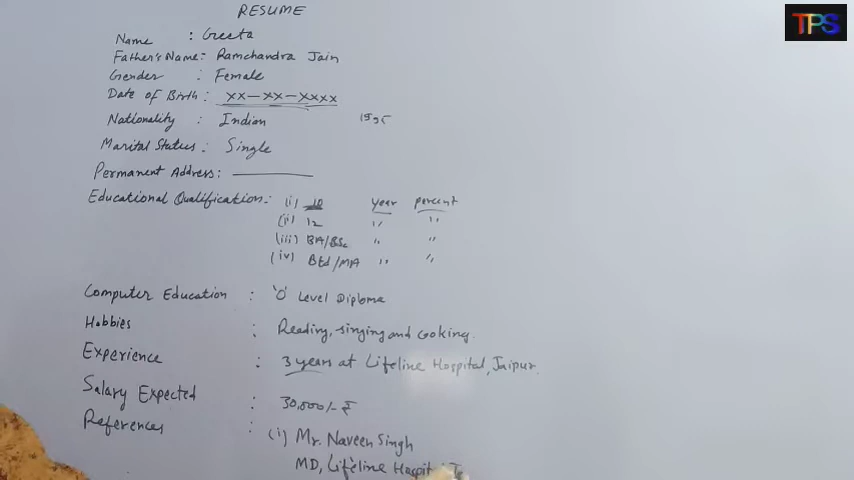 TPS
RESUME
Name : Geeta
Father's Name: Ramchandra Jain
Gender : Female
Date of Birth : XX-XX-XXXX
Nationality : Indian
Marital Status : Single
Permanent Address:
Educational Qualification: (i) 10 year percent
(ii) 12 " "
(iii) BA/BSc " "
(iv) BEd/MA " "
Computer Education : 'O' Level Diploma
Hobbies : Reading, singing and cooking.
Experience : 3 years at Lifeline Hospital, Jaipur.
Salary Expected : 30,000/- ₹
References : (i) Mr. Naveen Singh
MD, Lifeline